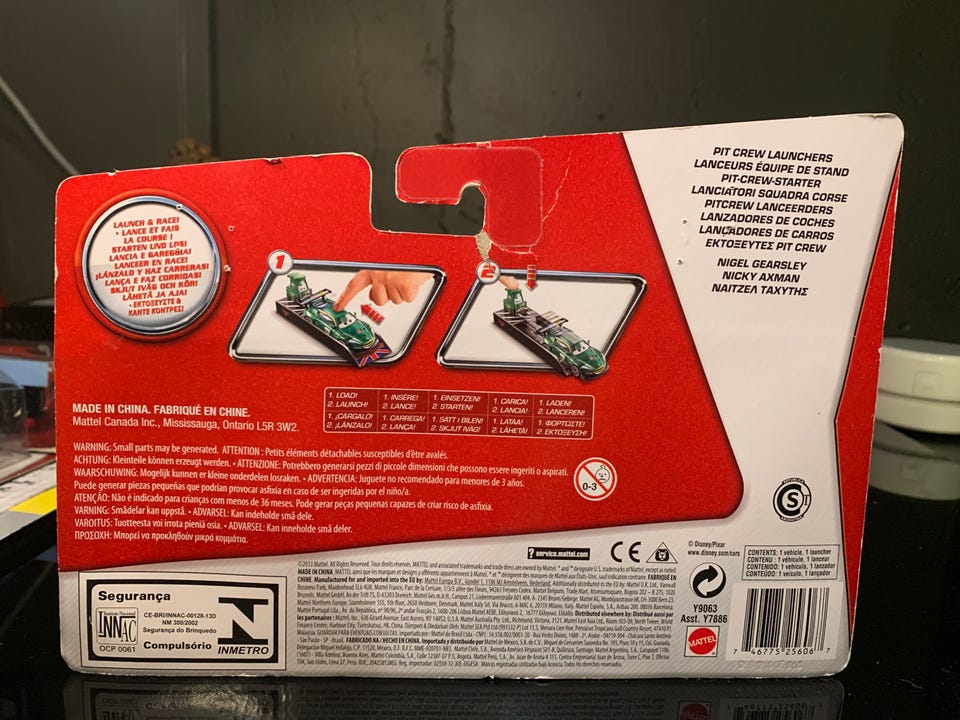 PIT CREW LAUNCHERS
LANCEURS ÉQUIPE DE STAND
PIT-CREW-STARTER
LANCIATORI SQUADRA CORSE
PITCREW LANCEERDERS
LANZADORES DE COCHES
LANÇADORES DE CARROS
ΕΚΤΟΞΕΥΤΕΣ PIT CREW
NIGEL GEARSLEY
NICKY AXMAN
ΝΑΙΤΖΕΛ ΤΑΧΥΤΗΣ
LAUNCH & RACE!
• LANCE ET FAIS
LA COURSE !
STARTEN UND LOS!
LANCIA E GAREGGIA!
LANCEER EN RACE!
¡LÁNZALO Y HAZ CARRERAS!
LANÇA E FAZ CORRIDAS!
SKJUT IVÄG OCH KÖR!
LÄHETÄ JA AJA!
• ΕΚΤΟΞΕΥΣΤΕ &
ΚΑΝΤΕ ΚΟΝΤΡΕΣ!
1
2
1. LOAD! 1. INSÈRE! 1. EINSETZEN! 1. CARICA! 1. LADEN!
2. LAUNCH! 2. LANCE! 2. STARTEN! 2. LANCIA! 2. LANCEREN!
1. ¡CÁRGALO! 1. CARREGA! 1. SÄTT I BILEN! 1. LATAA! 1. ΦΟΡΤΩΣΤΕ!
2. ¡LÁNZALO! 2. LANÇA! 2. SKJUT IVÄG! 2. LÄHETÄ! 2. ΕΚΤΟΞΕΥΣΗ!
MADE IN CHINA. FABRIQUÉ EN CHINE.
Mattel Canada Inc., Mississauga, Ontario L5R 3W2.
WARNING: Small parts may be generated. ATTENTION : Petits éléments détachables susceptibles d'être avalés.
ACHTUNG: Kleinteile können erzeugt werden. • ATTENZIONE: Potrebbero generarsi pezzi di piccole dimensioni che possono essere ingeriti o aspirati.
WAARSCHUWING: Mogelijk kunnen er kleine onderdelen losraken. • ADVERTENCIA: Juguete no recomendado para menores de 3 años.
Puede generar piezas pequeñas que podrían provocar asfixia en caso de ser ingeridas por el niño/a.
ATENÇÃO: Não é indicado para crianças com menos de 36 meses. Pode gerar peças pequenas capazes de criar risco de asfixia.
VARNING: Smådelar kan uppstå. • ADVARSEL: Kan indeholde små dele.
VAROITUS: Tuotteesta voi irrota pieniä osia. • ADVARSEL: Kan inneholde små deler.
ΠΡΟΣΟΧΗ: Μπορεί να προκληθούν μικρά κομμάτια.
0-3
REPUBLICA
S
ARGENTINA
? service.mattel.com
CE
© Disney/Pixar
www.disney.com/cars
CONTENTS: 1 vehicle, 1 launcher
CONTENU : 1 véhicule, 1 lanceur
CONTENIDO: 1 vehículo, 1 lanzador
CONTEÚDO: 1 veículo, 1 lançador
Y9063
Asst. Y7886
MATTEL
7 46775 25606 7
Segurança
Instituto Nacional
INNAC
OCP 0061
CE-BRI/INNAC-00128-13D
NM 300/2002
Segurança do Brinquedo
Compulsório
INMETRO